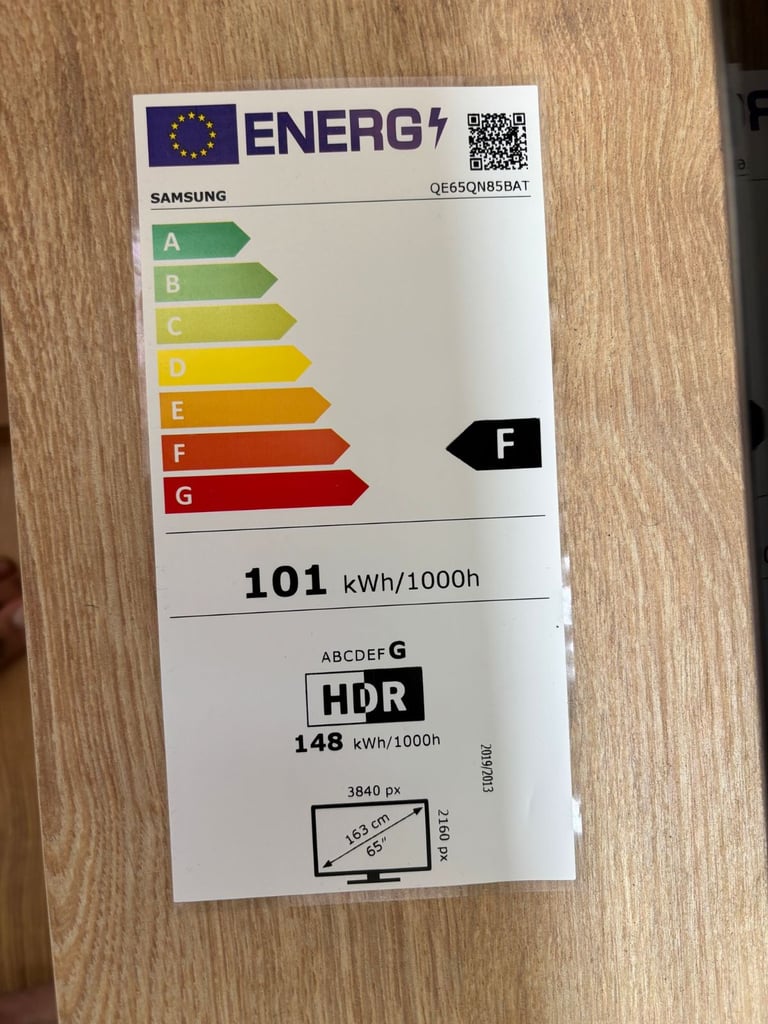 ENERG
SAMSUNG
QE65QN85BAT
A
B
C
D
E
F
F
G
101 kWh/1000h
ABCDEFG
HDR
148 kWh/1000h
2019/2013
3840 px
163 cm
65"
2160 px